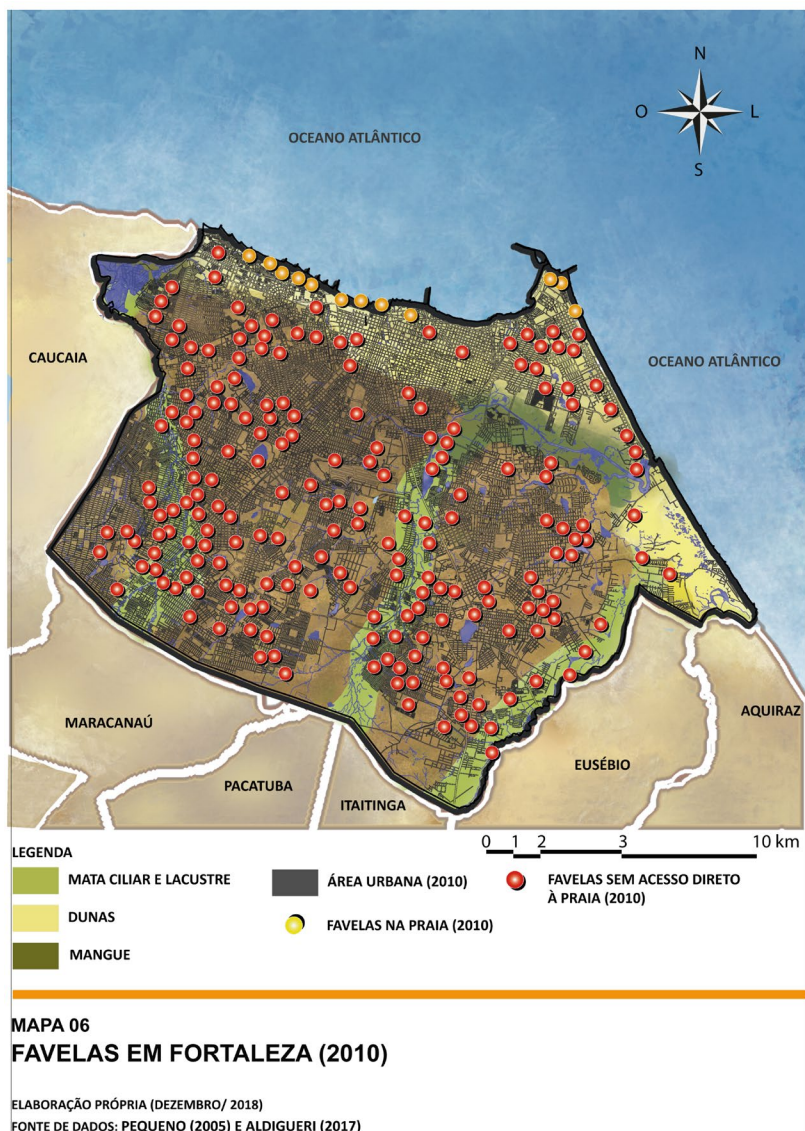 N
O
L
S
OCEANO ATLÂNTICO
OCEANO ATLÂNTICO
CAUCAIA
MARACANAÚ
PACATUBA
ITAITINGA
EUSÉBIO
AQUIRAZ
0 1 2 3 10 km
LEGENDA
MATA CILIAR E LACUSTRE
DUNAS
MANGUE
ÁREA URBANA (2010)
FAVELAS NA PRAIA (2010)
FAVELAS SEM ACESSO DIRETO
À PRAIA (2010)
MAPA 06
FAVELAS EM FORTALEZA (2010)
ELABORAÇÃO PRÓPRIA (DEZEMBRO/ 2018)
FONTE DE DADOS: PEQUENO (2005) E ALDIGUERI (2017)